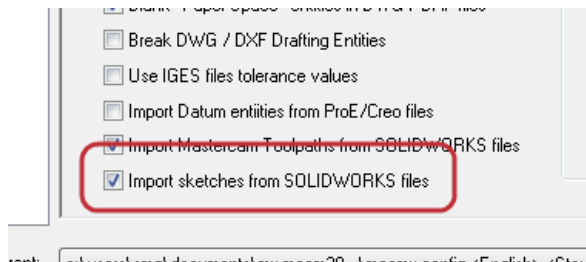 Break DWG / DXF Drafting Entities
Use IGES files tolerance values
Import Datum entiities from ProE/Creo files
Import Mastercam Toolpaths from SOLIDWORKS files
Import sketches from SOLIDWORKS files